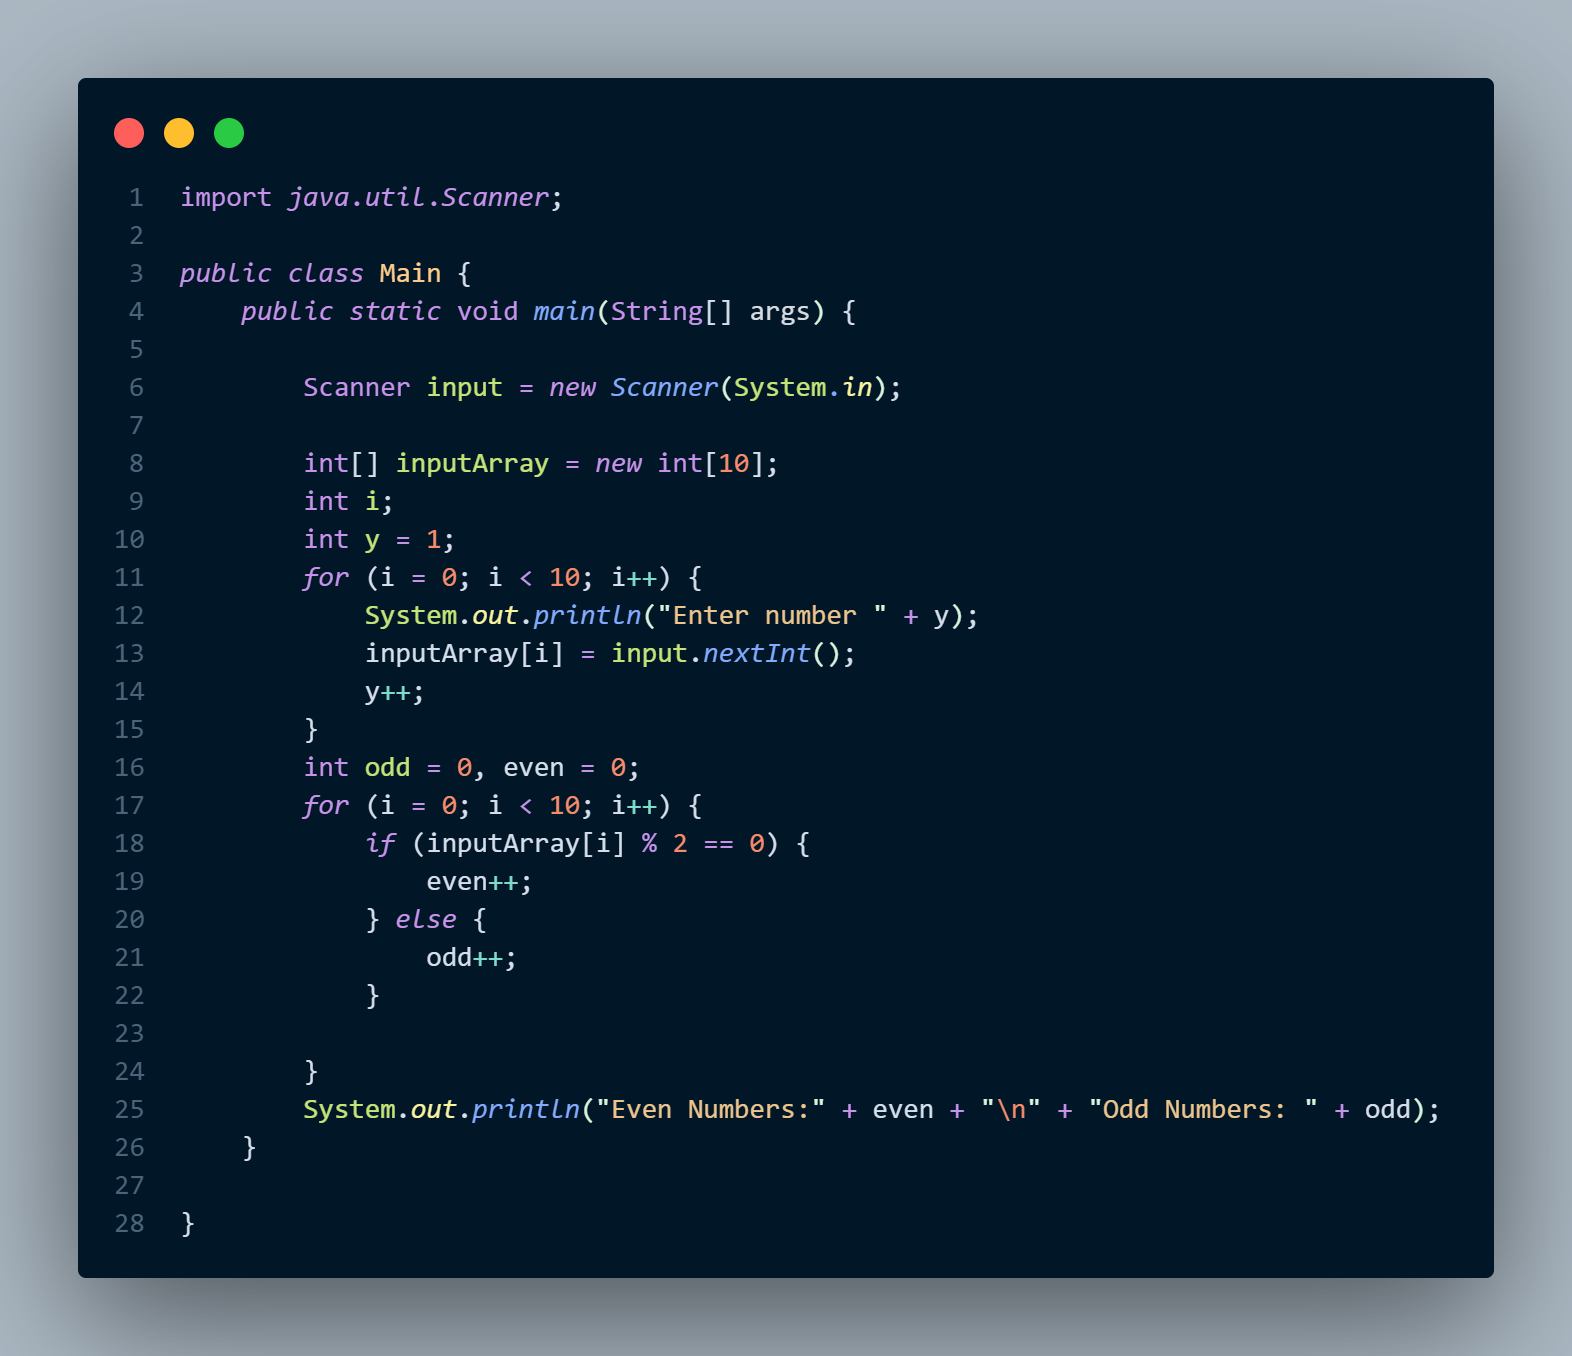 1 import java.util.Scanner;
2
3 public class Main {
4     public static void main(String[] args) {
5
6         Scanner input = new Scanner(System.in);
7
8         int[] inputArray = new int[10];
9         int i;
10         int y = 1;
11         for (i = 0; i < 10; i++) {
12             System.out.println("Enter number " + y);
13             inputArray[i] = input.nextInt();
14             y++;
15         }
16         int odd = 0, even = 0;
17         for (i = 0; i < 10; i++) {
18             if (inputArray[i] % 2 == 0) {
19                 even++;
20             } else {
21                 odd++;
22             }
23
24         }
25         System.out.println("Even Numbers:" + even + "\n" + "Odd Numbers: " + odd);
26     }
27
28 }